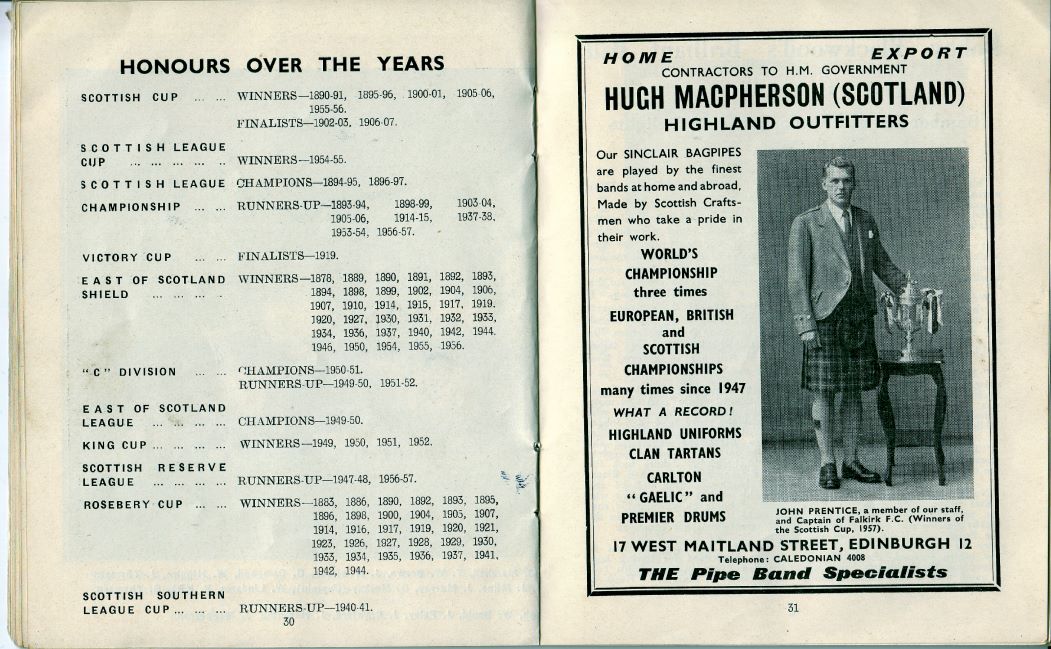 HONOURS OVER THE YEARS
SCOTTISH CUP ... ... WINNERS—1890-91, 1895-96, 1900-01, 1905-06,
1955-56.
FINALISTS—1902-03, 1906-07.
SCOTTISH LEAGUE
CUP ... ... ... ... .. WINNERS—1954-55.
SCOTTISH LEAGUE CHAMPIONS—1894-95, 1896-97.
CHAMPIONSHIP ... ... RUNNERS-UP—1893-94, 1898-99, 1903-04,
1905-06, 1914-15, 1937-38.
1953-54, 1956-57.
VICTORY CUP ... ... FINALISTS—1919.
EAST OF SCOTLAND WINNERS—1878, 1889, 1890, 1891, 1892, 1893,
SHIELD ... ... ... . 1894, 1898, 1899, 1902, 1904, 1906,
1907, 1910, 1914, 1915, 1917, 1919.
1920, 1927, 1930, 1931, 1932, 1933,
1934, 1936, 1937, 1940, 1942, 1944.
1946, 1950, 1954, 1955, 1956.
"C" DIVISION ... ... CHAMPIONS—1950-51.
RUNNERS-UP—1949-50, 1951-52.
EAST OF SCOTLAND
LEAGUE ... ... ... ... CHAMPIONS—1949-50.
KING CUP ... ... ... ... WINNERS—1949, 1950, 1951, 1952.
SCOTTISH RESERVE
LEAGUE ... ... ... ... RUNNERS-UP—1947-48, 1956-57.
ROSEBERY CUP ... ... WINNERS—1883, 1886, 1890, 1892, 1893, 1895,
1896, 1898, 1900, 1904, 1905, 1907,
1914, 1916, 1917, 1919, 1920, 1921,
1923, 1926, 1927, 1928, 1929, 1930,
1933, 1934, 1935, 1936, 1937, 1941,
1942, 1944.
SCOTTISH SOUTHERN
LEAGUE CUP ... ... ... RUNNERS-UP—1940-41.
30
HOME EXPORT
CONTRACTORS TO H.M. GOVERNMENT
HUGH MACPHERSON (SCOTLAND)
HIGHLAND OUTFITTERS
Our SINCLAIR BAGPIPES
are played by the finest
bands at home and abroad,
Made by Scottish Crafts-
men who take a pride in
their work.
WORLD'S
CHAMPIONSHIP
three times
EUROPEAN, BRITISH
and
SCOTTISH
CHAMPIONSHIPS
many times since 1947
WHAT A RECORD!
HIGHLAND UNIFORMS
CLAN TARTANS
CARLTON
"GAELIC" and
PREMIER DRUMS
JOHN PRENTICE, a member of our staff,
and Captain of Falkirk F.C. (Winners of
the Scottish Cup, 1957).
17 WEST MAITLAND STREET, EDINBURGH 12
Telephone: CALEDONIAN 4008
THE Pipe Band Specialists
31